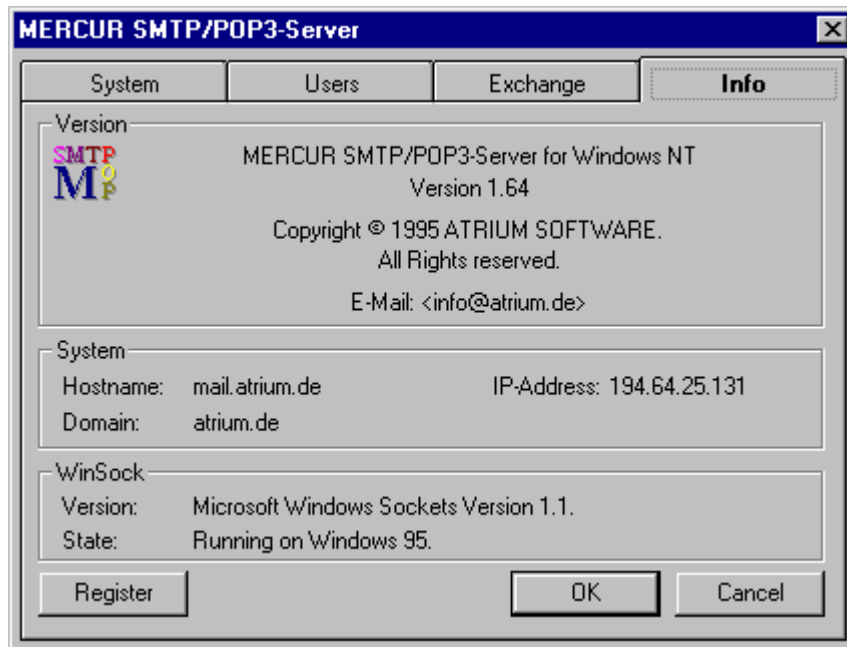 MERCUR SMTP/POP3-Server
System Users Exchange Info
Version
SMTP
M POP
MERCUR SMTP/POP3-Server for Windows NT
Version 1.64
Copyright © 1995 ATRIUM SOFTWARE.
All Rights reserved.
E-Mail: <info@atrium.de>
System
Hostname: mail.atrium.de IP-Address: 194.64.25.131
Domain: atrium.de
WinSock
Version: Microsoft Windows Sockets Version 1.1.
State: Running on Windows 95.
Register OK Cancel